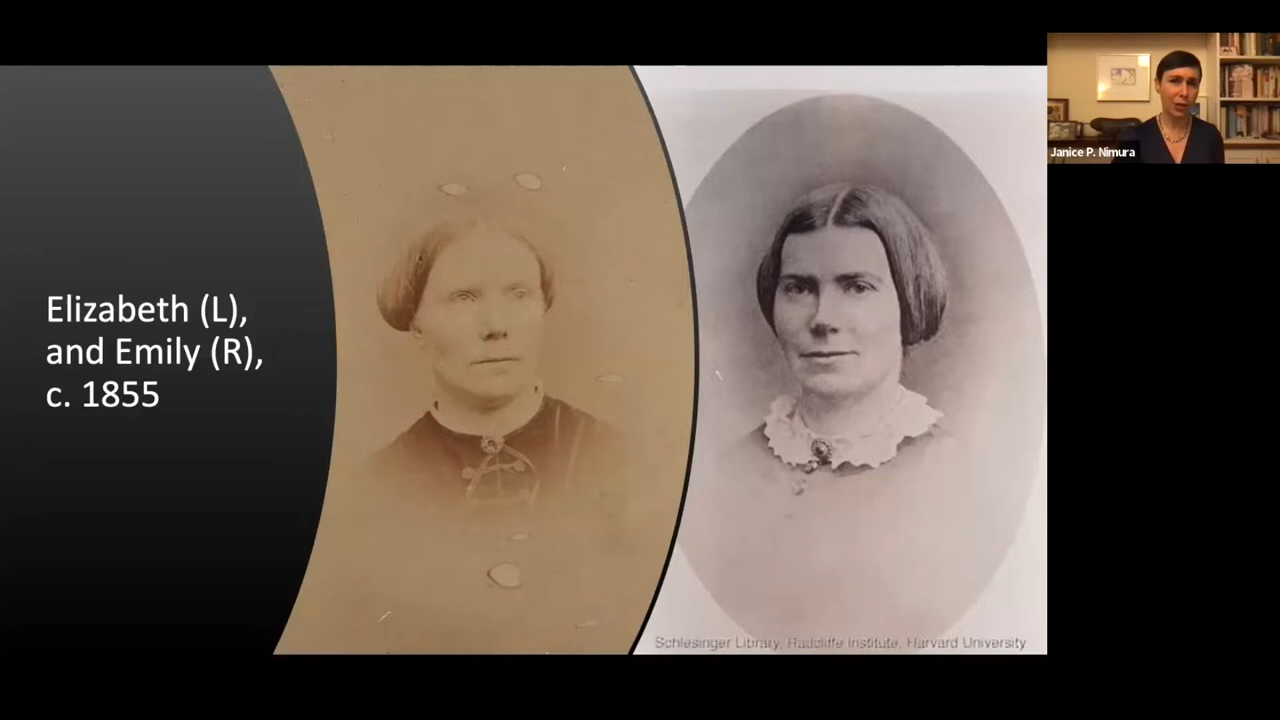 Elizabeth (L),
and Emily (R),
c. 1855
Schlesinger Library, Radcliffe Institute, Harvard University
Janice P. Nimura